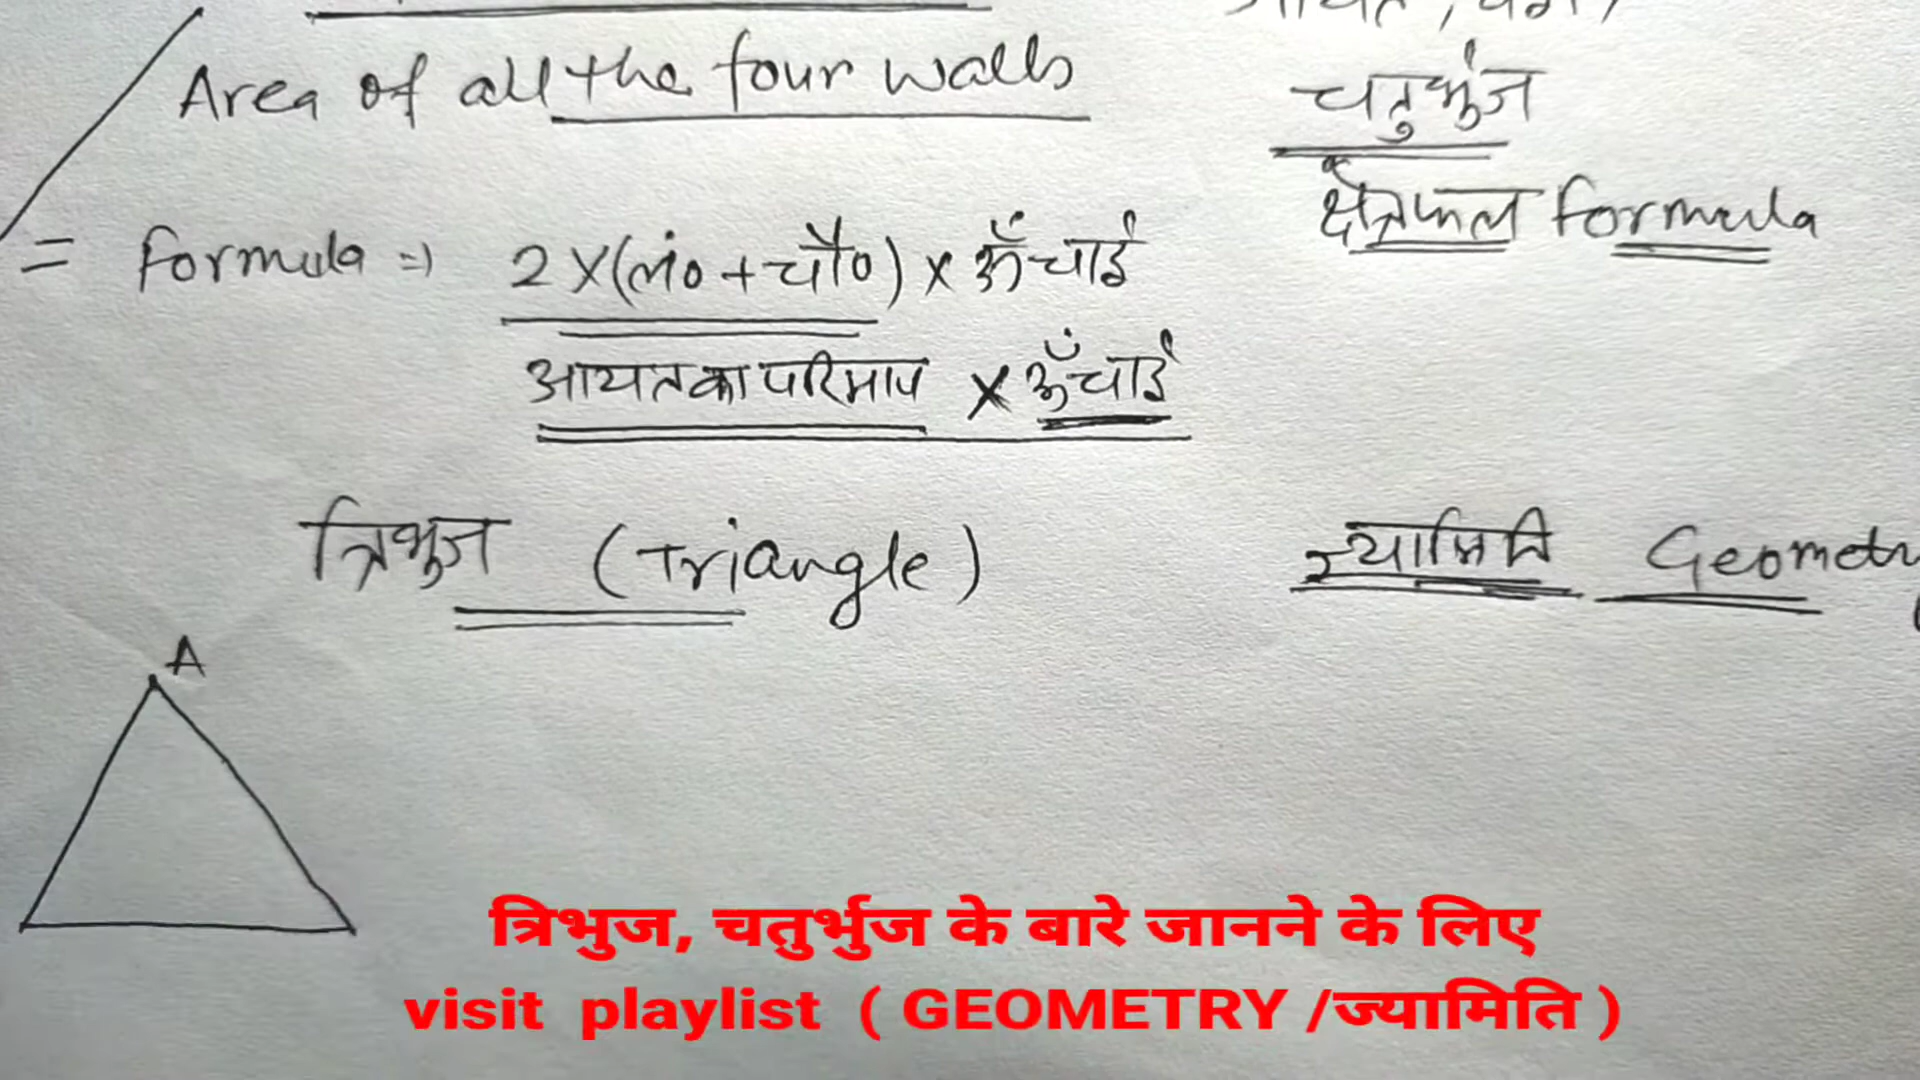 Area of all the four walls
चतुर्भुज
क्षेत्रफल formula
= formula ⇒ 2 X (लं० + चौ०) x ऊँचाई
आयत का परिमाप x ऊँचाई
त्रिभुज (Triangle)
ज्यामिति Geometry
A
त्रिभुज, चतुर्भुज के बारे जानने के लिए
visit playlist ( GEOMETRY /ज्यामिति )